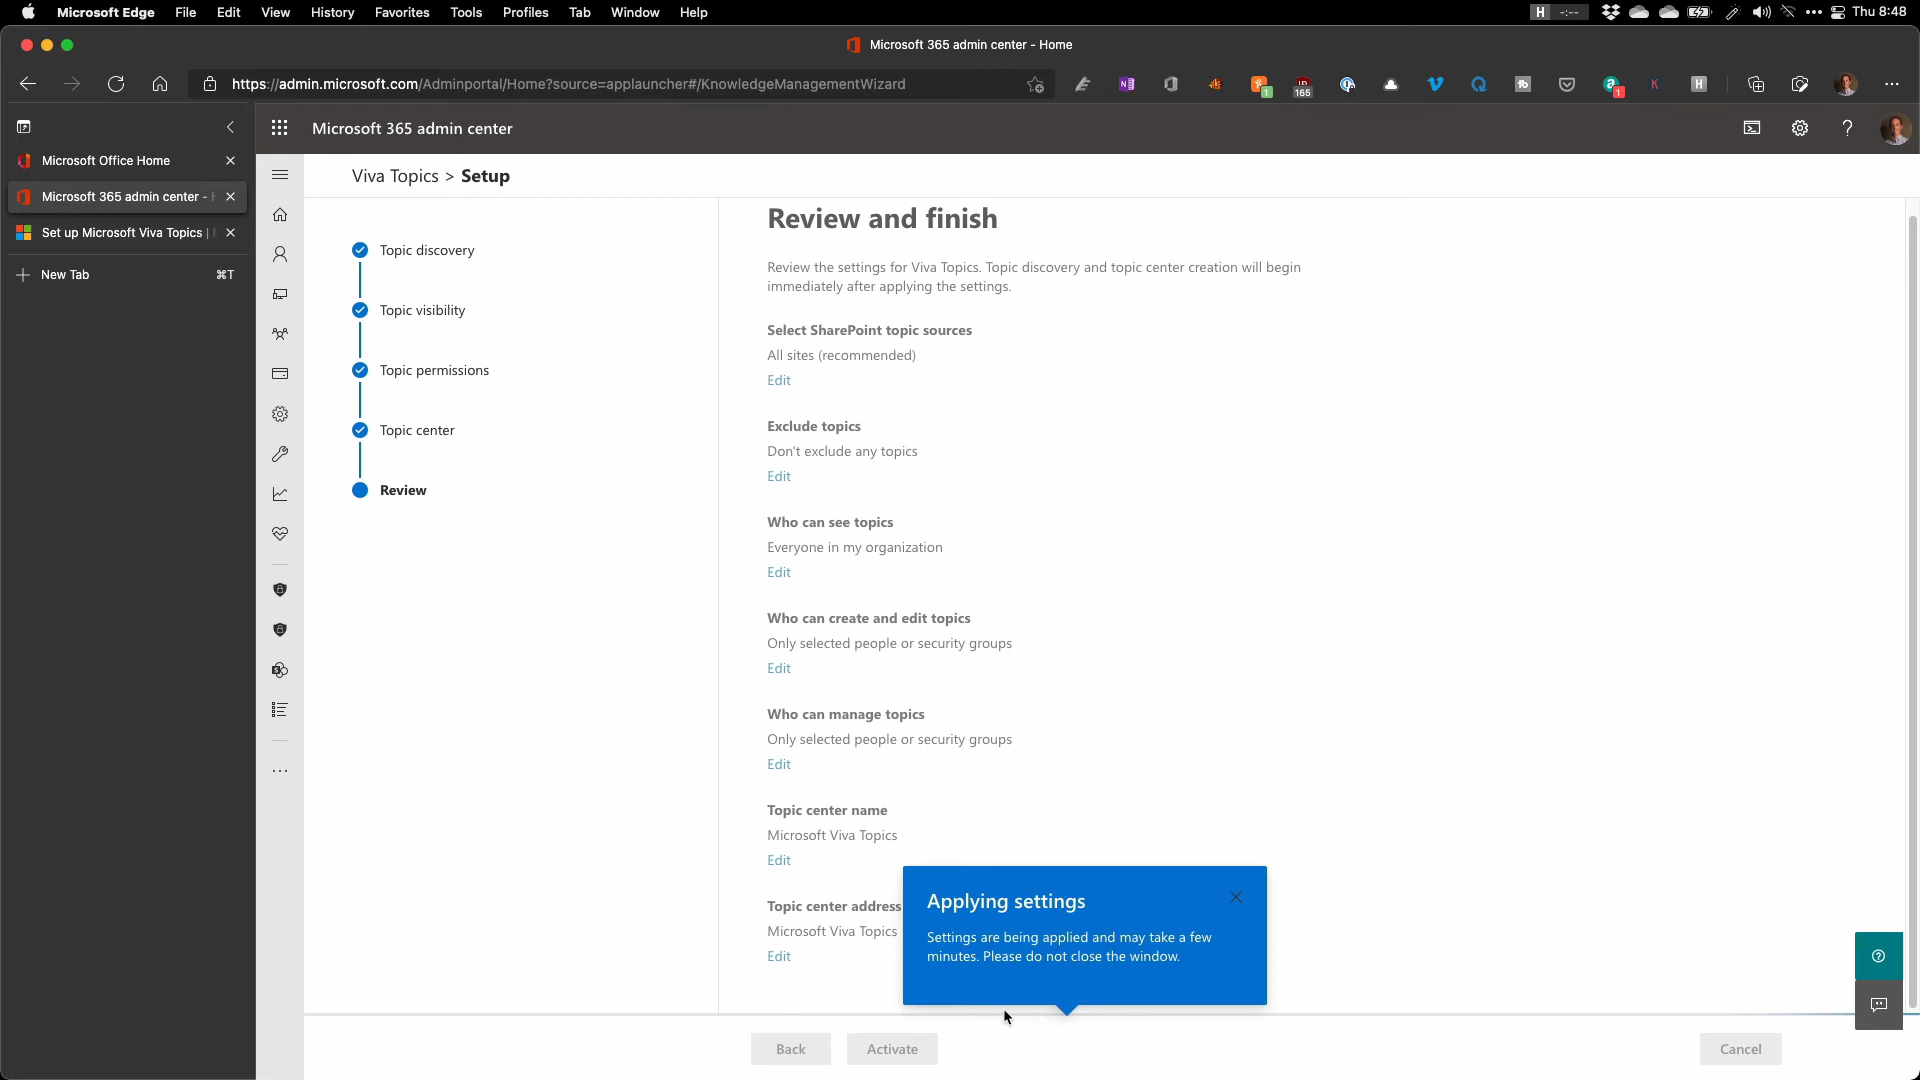 Microsoft Edge File Edit View History Favorites Tools Profiles Tab Window Help
H -:-- Thu 8:48
Microsoft 365 admin center - Home
https://admin.microsoft.com/Adminportal/Home?source=applauncher#/KnowledgeManagementWizard
165
1
1
Microsoft 365 admin center
Microsoft Office Home
Microsoft 365 admin center -
Set up Microsoft Viva Topics |
New Tab ⌘T
Viva Topics > Setup
Topic discovery
Topic visibility
Topic permissions
Topic center
Review
Review and finish
Review the settings for Viva Topics. Topic discovery and topic center creation will begin
immediately after applying the settings.
Select SharePoint topic sources
All sites (recommended)
Edit
Exclude topics
Don't exclude any topics
Edit
Who can see topics
Everyone in my organization
Edit
Who can create and edit topics
Only selected people or security groups
Edit
Who can manage topics
Only selected people or security groups
Edit
Topic center name
Microsoft Viva Topics
Edit
Topic center address
Microsoft Viva Topics
Edit
Applying settings
Settings are being applied and may take a few
minutes. Please do not close the window.
Back
Activate
Cancel